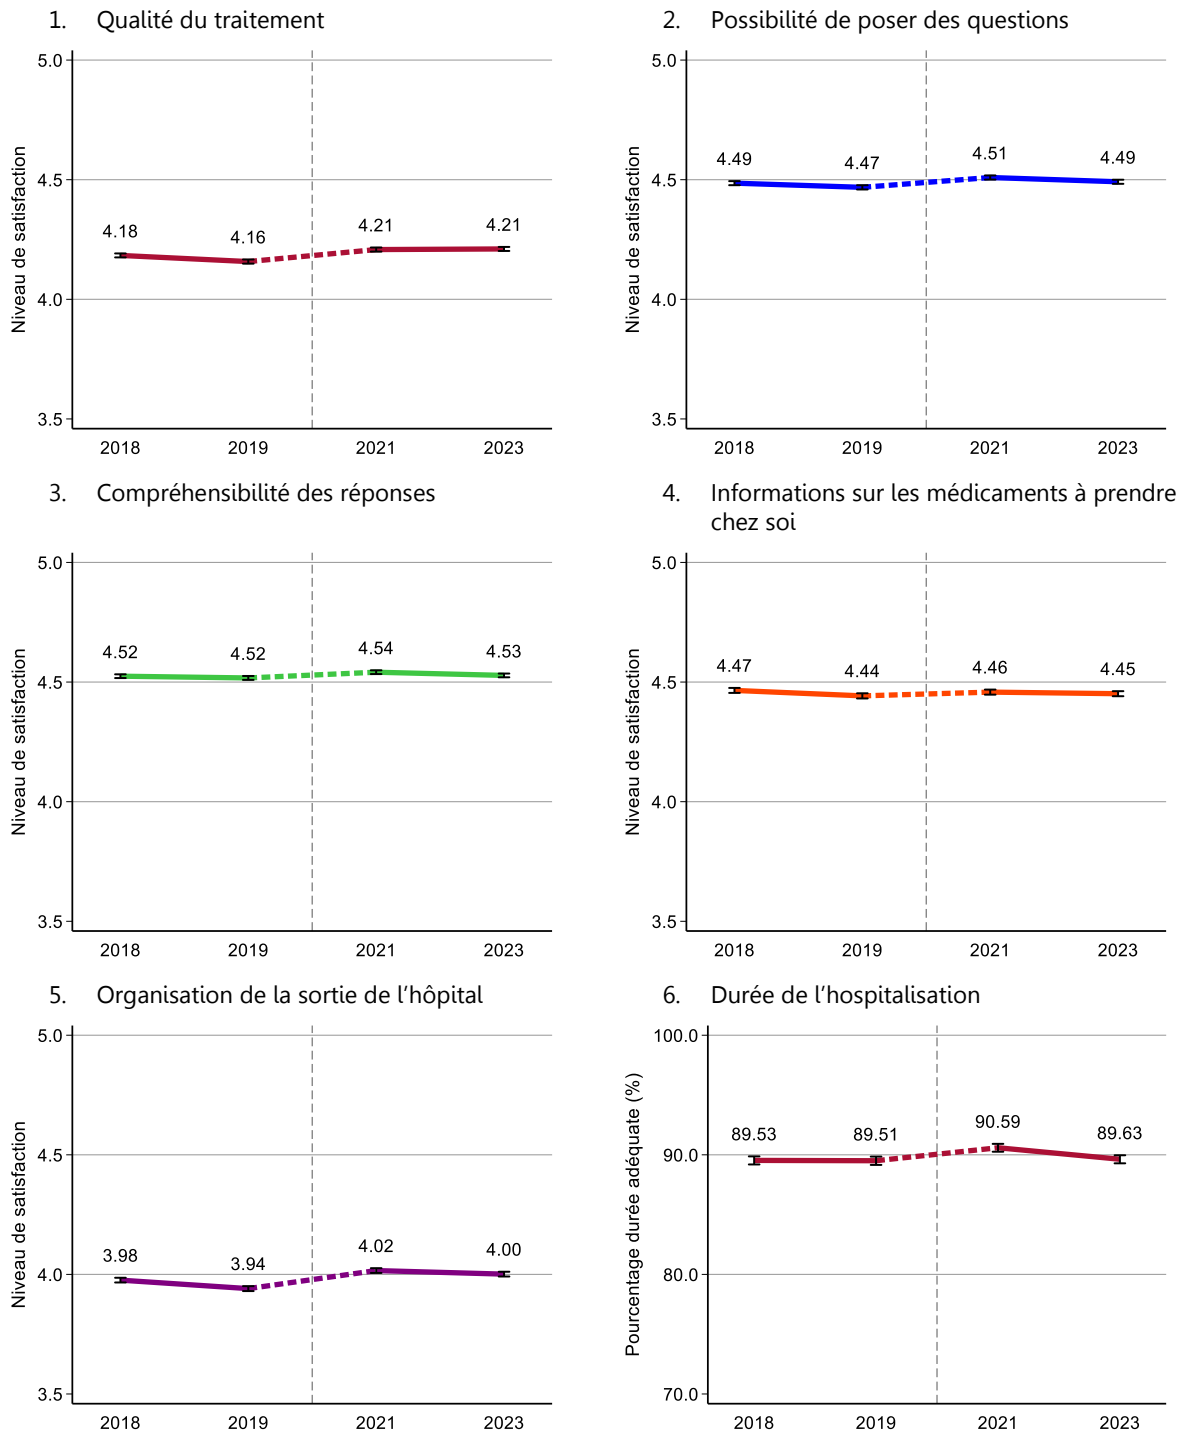 1. Qualité du traitement
5.0
4.5
4.0
3.5
Niveau de satisfaction
4.18
4.16
4.21
4.21
2018 2019 2021 2023
2. Possibilité de poser des questions
5.0
4.5
4.0
3.5
Niveau de satisfaction
4.49
4.47
4.51
4.49
2018 2019 2021 2023
3. Compréhensibilité des réponses
5.0
4.5
4.0
3.5
Niveau de satisfaction
4.52
4.52
4.54
4.53
2018 2019 2021 2023
4. Informations sur les médicaments à prendre
chez soi
5.0
4.5
4.0
3.5
Niveau de satisfaction
4.47
4.44
4.46
4.45
2018 2019 2021 2023
5. Organisation de la sortie de l’hôpital
5.0
4.5
4.0
3.5
Niveau de satisfaction
3.98
3.94
4.02
4.00
2018 2019 2021 2023
6. Durée de l’hospitalisation
100.0
90.0
80.0
70.0
Pourcentage durée adéquate (%)
89.53
89.51
90.59
89.63
2018 2019 2021 2023